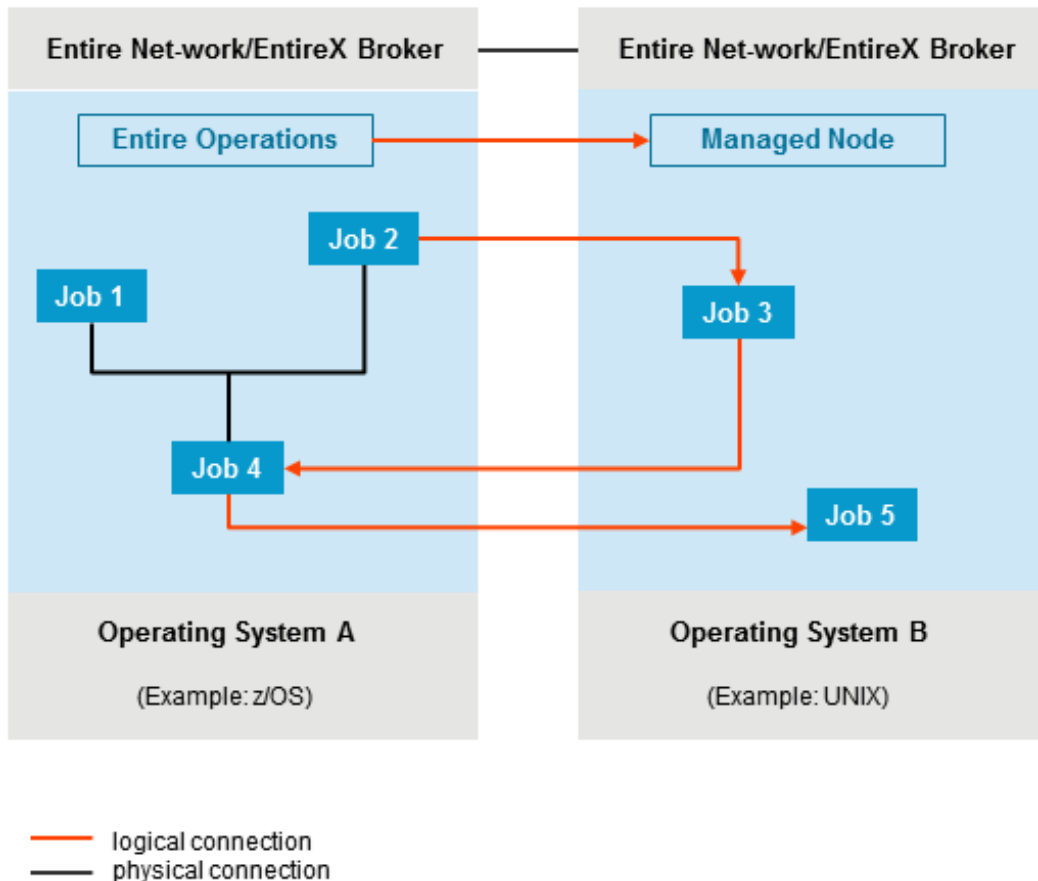 Entire Net-work/EntireX Broker
Entire Net-work/EntireX Broker
Entire Operations
Managed Node
Job 2
Job 1
Job 3
Job 4
Job 5
Operating System A
(Example: z/OS)
Operating System B
(Example: UNIX)
logical connection
physical connection